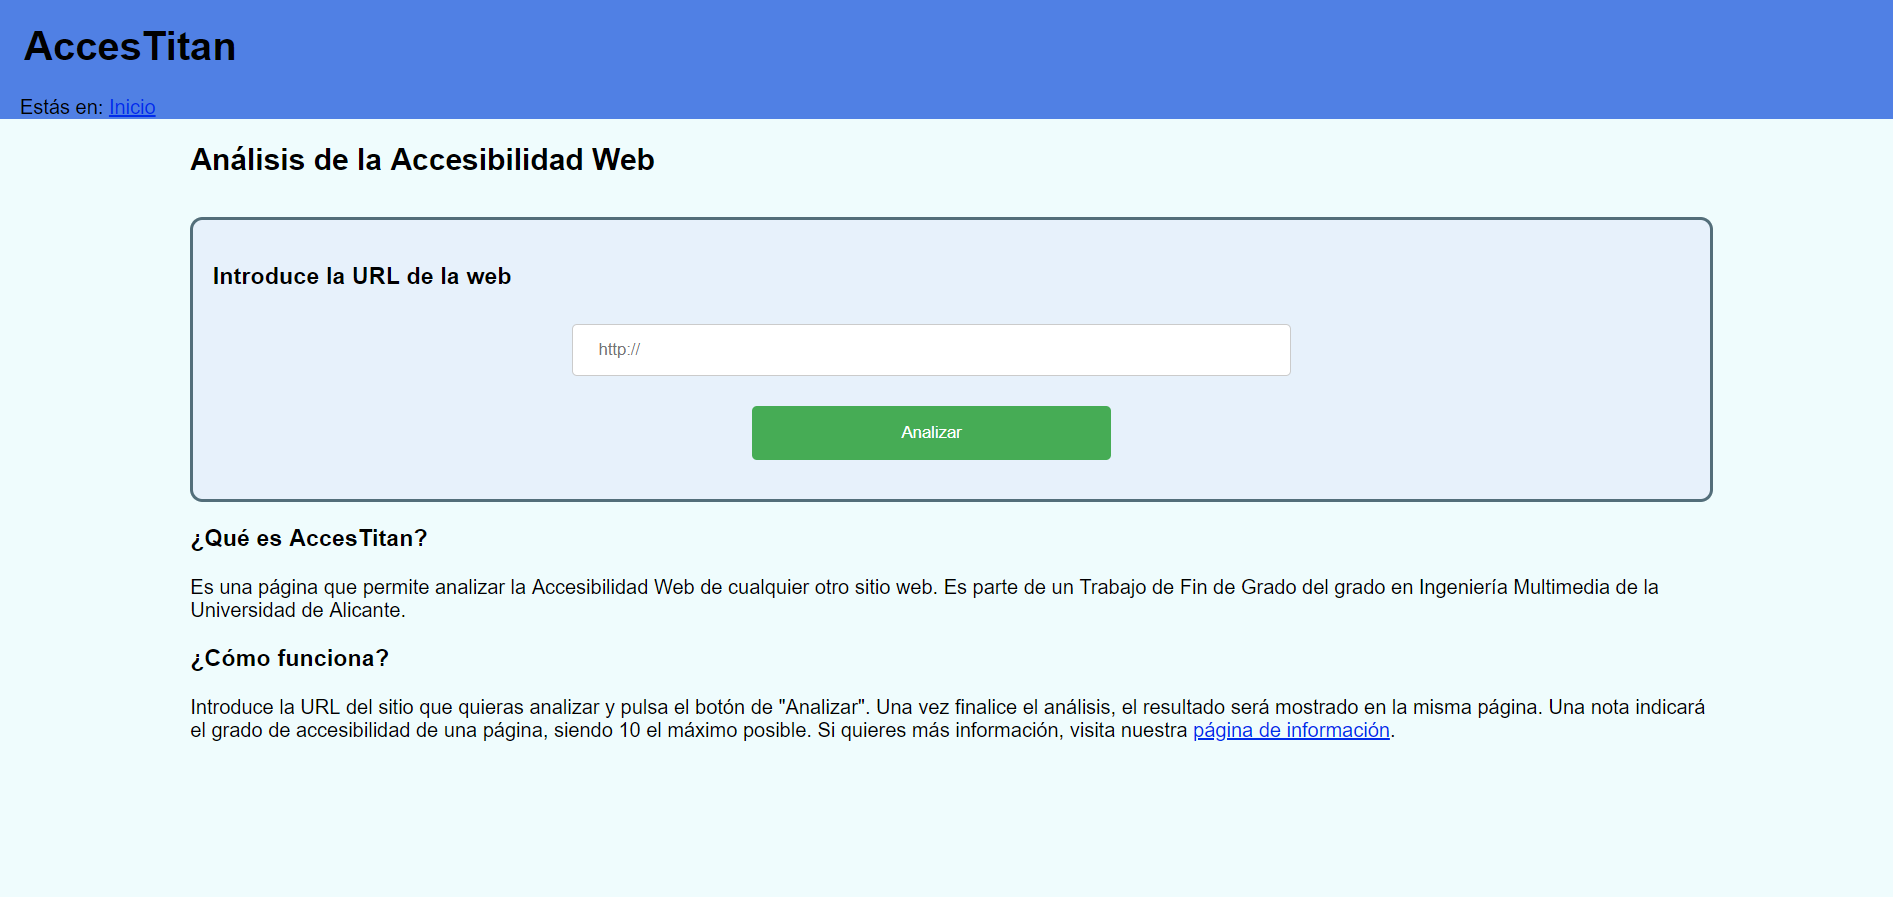 AccesTitan
Estás en: Inicio
Análisis de la Accesibilidad Web
Introduce la URL de la web
http://
Analizar
¿Qué es AccesTitan?
Es una página que permite analizar la Accesibilidad Web de cualquier otro sitio web. Es parte de un Trabajo de Fin de Grado del grado en Ingeniería Multimedia de la
Universidad de Alicante.
¿Cómo funciona?
Introduce la URL del sitio que quieras analizar y pulsa el botón de "Analizar". Una vez finalice el análisis, el resultado será mostrado en la misma página. Una nota indicará
el grado de accesibilidad de una página, siendo 10 el máximo posible. Si quieres más información, visita nuestra página de información.